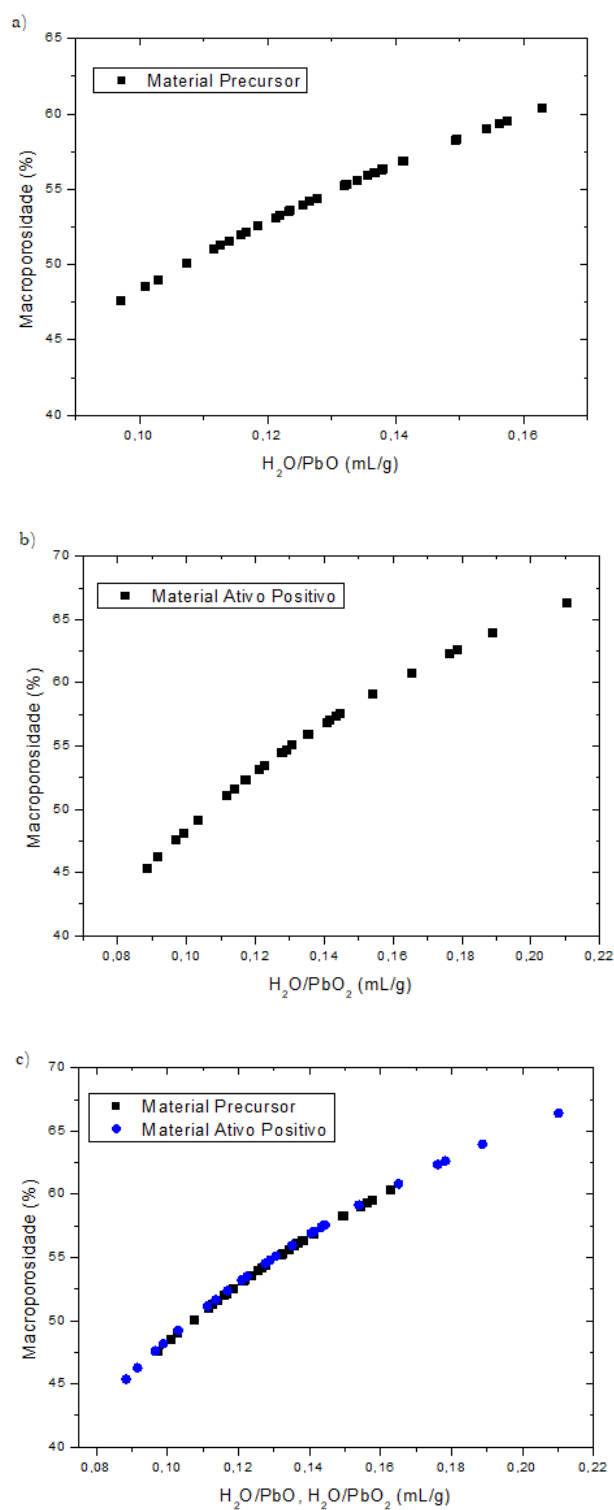 a)
65
60
55
50
45
40
Macroporosidade (%)
■ Material Precursor
0,10 0,12 0,14 0,16
H₂O/PbO (mL/g)
b)
70
65
60
55
50
45
40
Macroporosidade (%)
■ Material Ativo Positivo
0,08 0,10 0,12 0,14 0,16 0,18 0,20 0,22
H₂O/PbO₂ (mL/g)
c)
70
65
60
55
50
45
40
Macroporosidade (%)
■ Material Precursor
● Material Ativo Positivo
0,08 0,10 0,12 0,14 0,16 0,18 0,20 0,22
H₂O/PbO, H₂O/PbO₂ (mL/g)